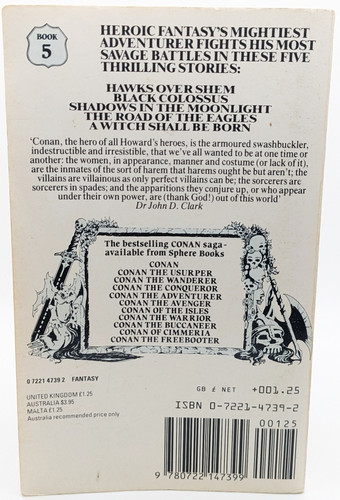 BOOK
5
HEROIC FANTASY'S MIGHTIEST
ADVENTURER FIGHTS HIS MOST
SAVAGE BATTLES IN THESE FIVE
THRILLING STORIES:
HAWKS OVER SHEM
BLACK COLOSSUS
SHADOWS IN THE MOONLIGHT
THE ROAD OF THE EAGLES
A WITCH SHALL BE BORN
'Conan, the hero of all Howard's heroes, is the armoured swashbuckler,
indestructible and irresistible, that we've all wanted to be at one time or
another: the women, in appearance, manner and costume (or lack of it),
are the inmates of the sort of harem that harems ought be but aren't; the
villains are villainous as only perfect villains can be; the sorcerers are
sorcerers in spades; and the apparitions they conjure up, or who appear
under their own power, are (thank God!) out of this world'
Dr John D. Clark
The bestselling CONAN saga-
available from Sphere Books
CONAN
CONAN THE USURPER
CONAN THE WANDERER
CONAN THE CONQUEROR
CONAN THE ADVENTURER
CONAN THE AVENGER
CONAN OF THE ISLES
CONAN THE WARRIOR
CONAN THE BUCCANEER
CONAN OF CIMMERIA
CONAN THE FREEBOOTER
0 7221 4739 2 FANTASY
GB £ NET +001.25
UNITED KINGDOM £1.25
AUSTRALIA $3.95
MALTA £1.25
Australia recommended price only
ISBN 0-7221-4739-2
00125
9 780722 147399